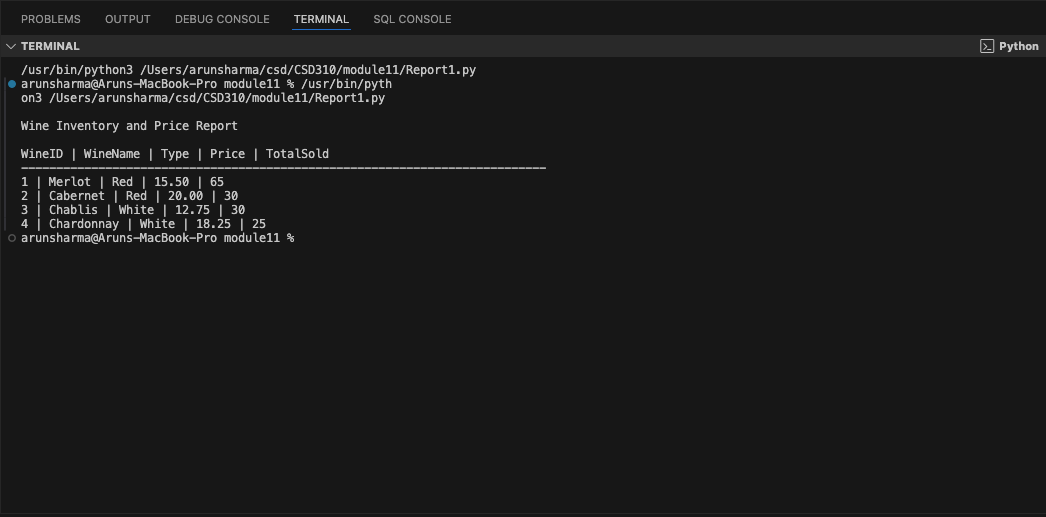 PROBLEMS OUTPUT DEBUG CONSOLE TERMINAL SQL CONSOLE
TERMINAL Python
/usr/bin/python3 /Users/arunsharma/csd/CSD310/module11/Report1.py
arunsharma@Aruns-MacBook-Pro module11 % /usr/bin/pyth
on3 /Users/arunsharma/csd/CSD310/module11/Report1.py
Wine Inventory and Price Report
WineID | WineName | Type | Price | TotalSold
---------------------------------------------------------------------------
1 | Merlot | Red | 15.50 | 65
2 | Cabernet | Red | 20.00 | 30
3 | Chablis | White | 12.75 | 30
4 | Chardonnay | White | 18.25 | 25
arunsharma@Aruns-MacBook-Pro module11 %